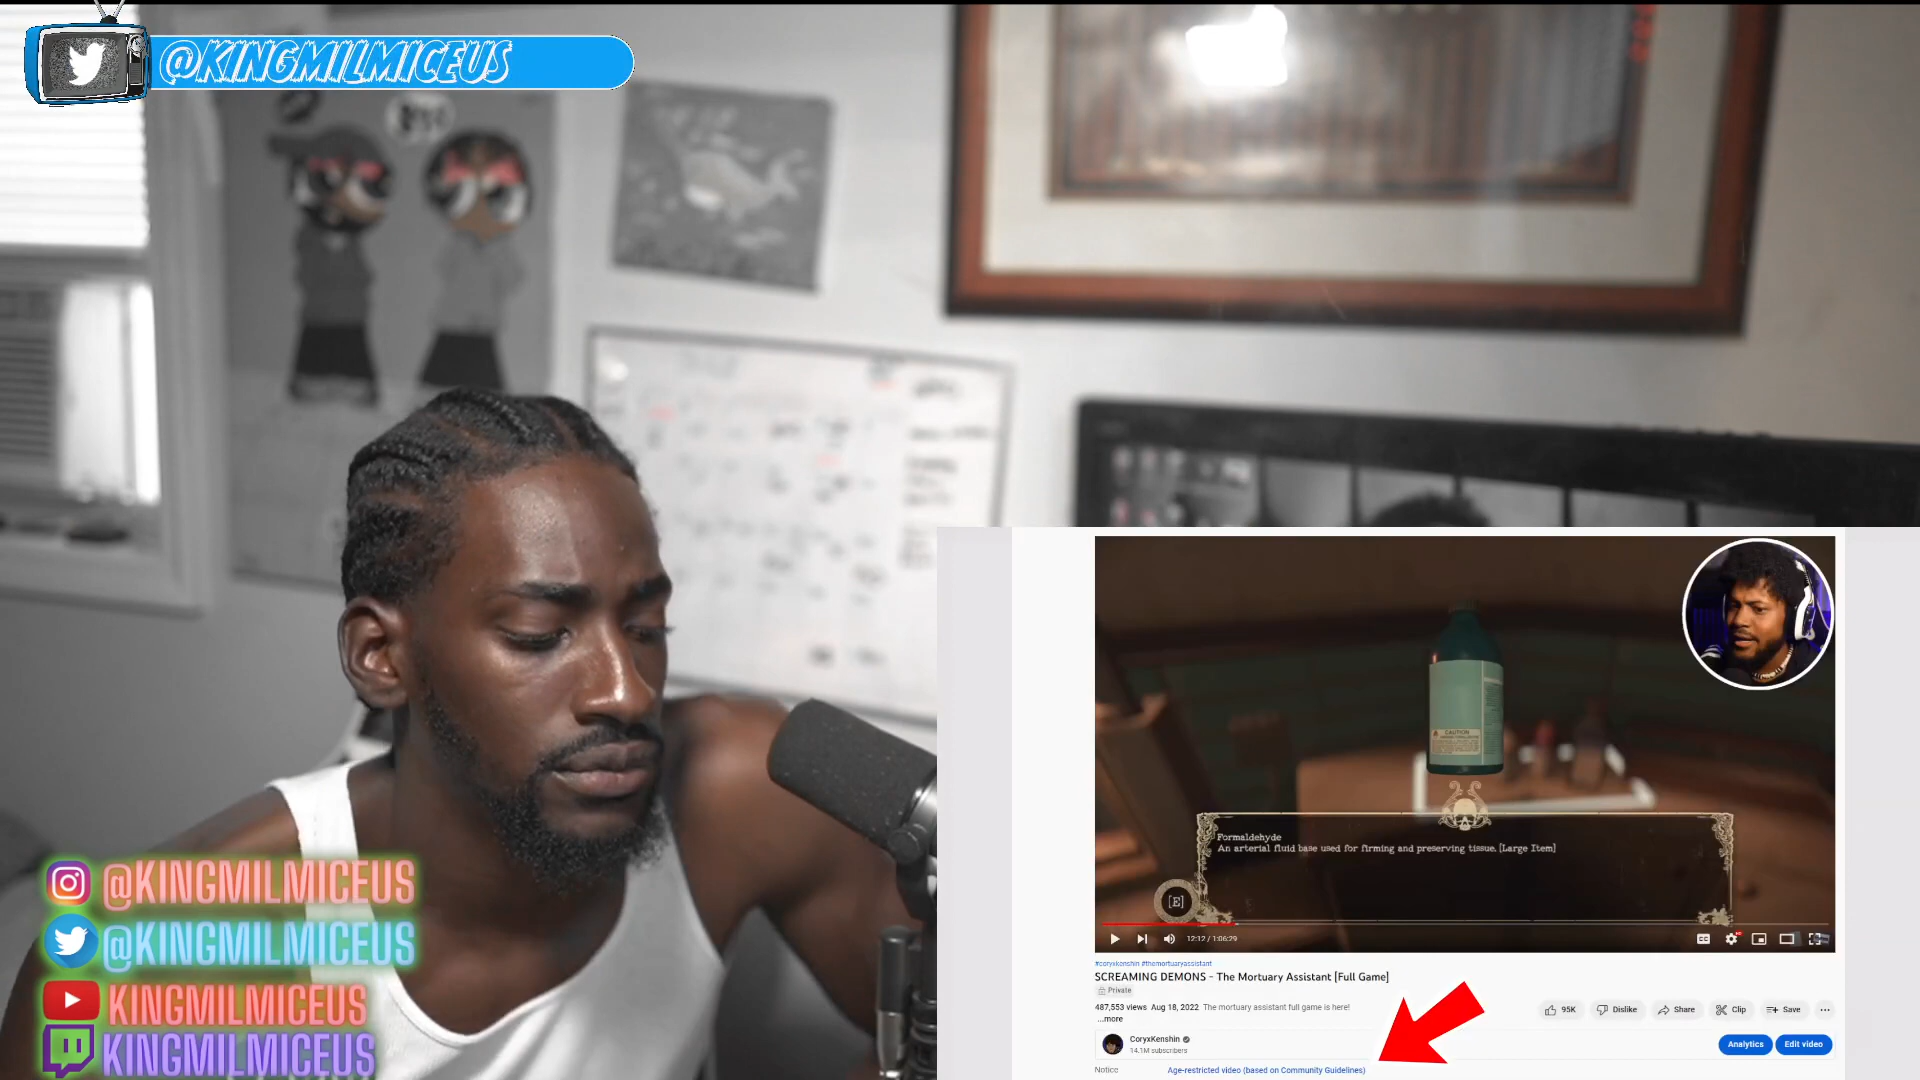 @KINGMILMICEUS
CAUTION
Formaldehyde
An arterial fluid base used for firming and preserving tissue. [Large Item]
[E]
12:12 / 1:06:29
#coryxkenshin #themortuaryassistant
SCREAMING DEMONS - The Mortuary Assistant [Full Game]
Private
487,553 views Aug 18, 2022 The mortuary assistant full game is here!
...more
95K Dislike Share Clip Save
CoryxKenshin
14.1M subscribers
Analytics Edit video
Notice Age-restricted video (based on Community Guidelines)
@KINGMILMICEUS
@KINGMILMICEUS
KINGMILMICEUS
KINGMILMICEUS